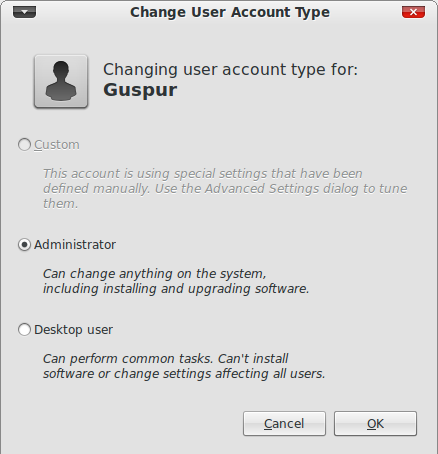 Change User Account Type
Changing user account type for:
Guspur
Custom
This account is using special settings that have been
defined manually. Use the Advanced Settings dialog to tune
them.
Administrator
Can change anything on the system,
including installing and upgrading software.
Desktop user
Can perform common tasks. Can't install
software or change settings affecting all users.
Cancel OK